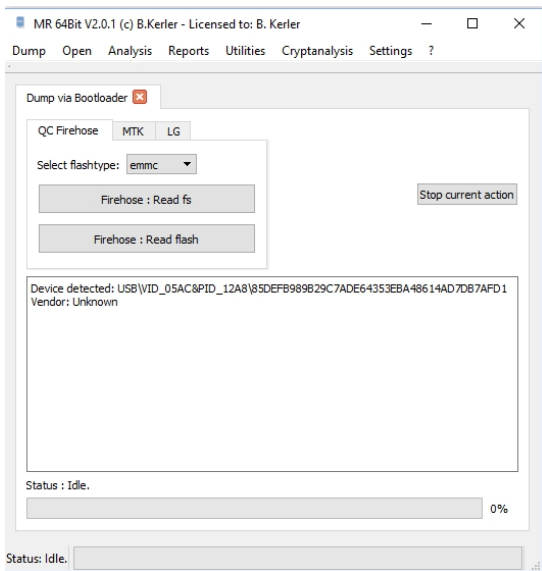 MR 64Bit V2.0.1 (c) B.Kerler - Licensed to: B. Kerler
Dump Open Analysis Reports Utilities Cryptanalysis Settings ?
Dump via Bootloader
QC Firehose MTK LG
Select flashtype: emmc
Firehose : Read fs
Stop current action
Firehose : Read flash
Device detected: USB\VID_05AC&PID_12A8\85DEFB989B29C7ADE64353EBA48614AD7DB7AFD1
Vendor: Unknown
Status : Idle.
0%
Status: Idle.